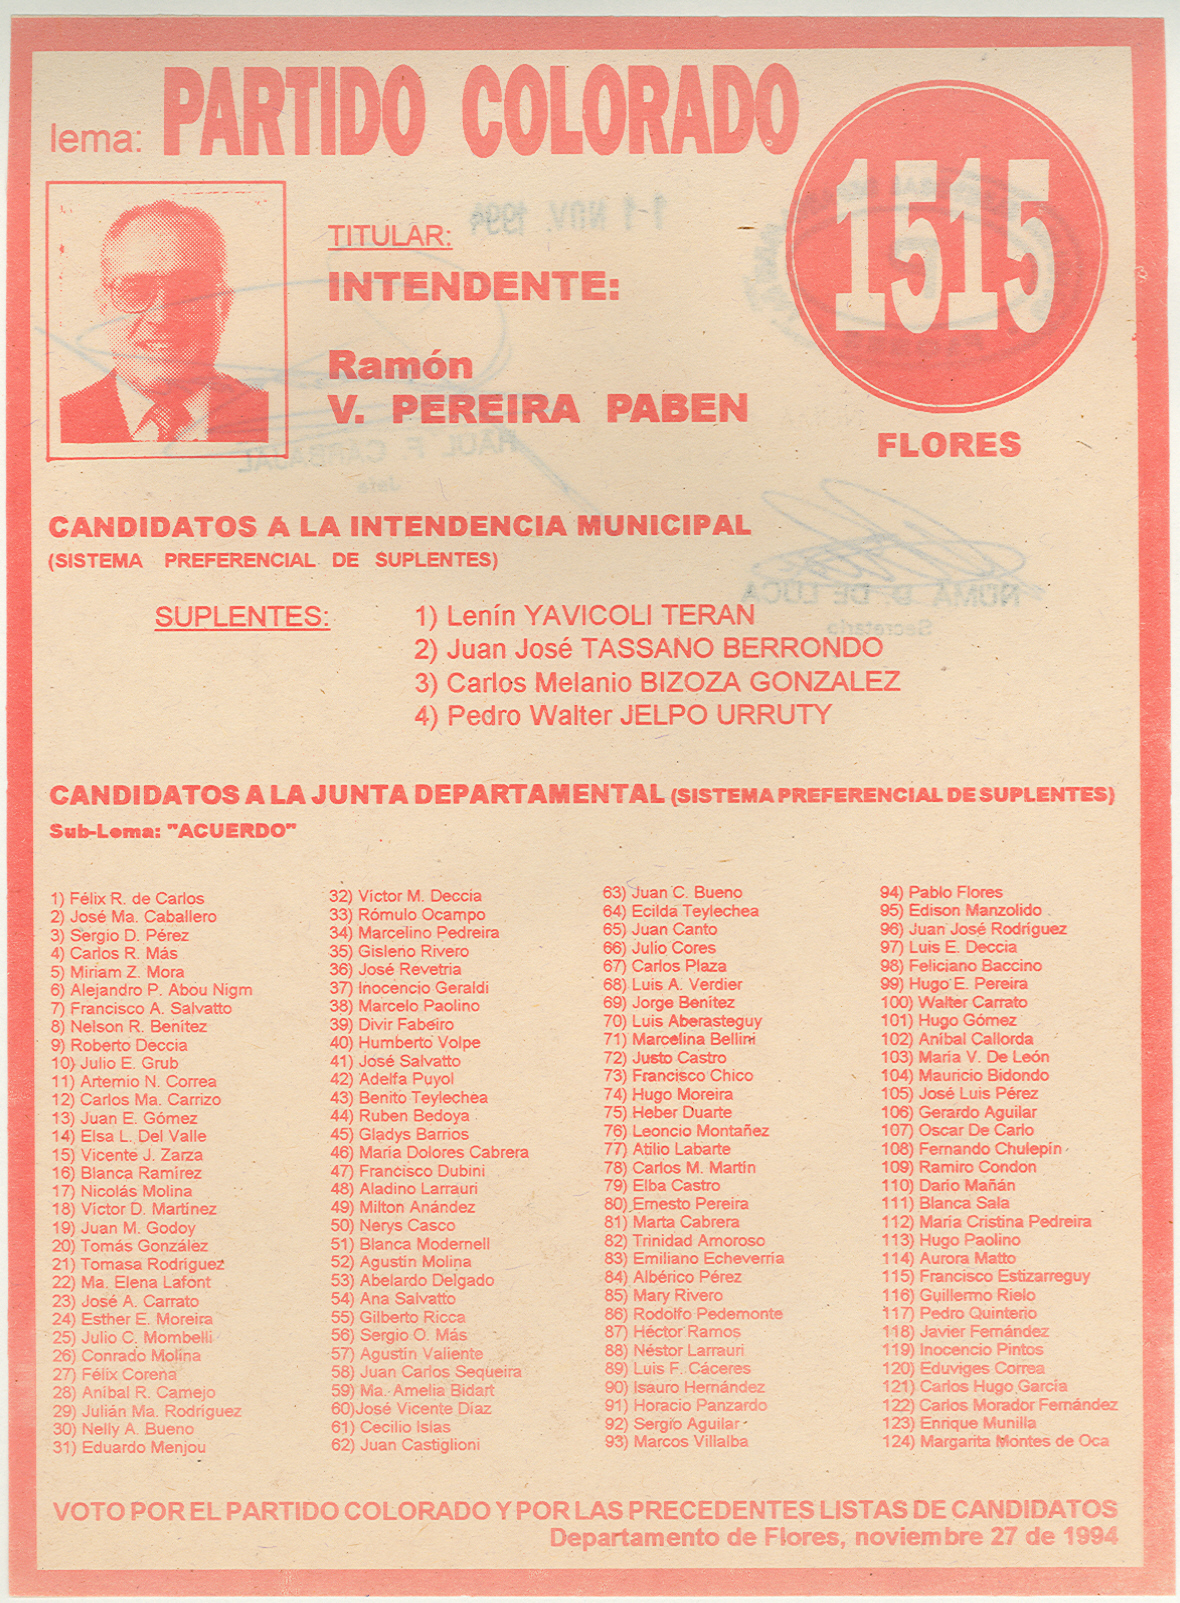 lema: PARTIDO COLORADO
1515
FLORES
TITULAR:
INTENDENTE:
Ramón
V. PEREIRA PABEN
CANDIDATOS A LA INTENDENCIA MUNICIPAL
(SISTEMA PREFERENCIAL DE SUPLENTES)
SUPLENTES:
1) Lenín YAVICOLI TERAN
2) Juan José TASSANO BERRONDO
3) Carlos Melanio BIZOZA GONZALEZ
4) Pedro Walter JELPO URRUTY
CANDIDATOS A LA JUNTA DEPARTAMENTAL (SISTEMA PREFERENCIAL DE SUPLENTES)
Sub-Lema: "ACUERDO"
1) Félix R. de Carlos
2) José Ma. Caballero
3) Sergio D. Pérez
4) Carlos R. Más
5) Miriam Z. Mora
6) Alejandro P. Abou Nigm
7) Francisco A. Salvatto
8) Nelson R. Benítez
9) Roberto Deccia
10) Julio E. Grub
11) Artemio N. Correa
12) Carlos Ma. Carrizo
13) Juan E. Gómez
14) Elsa L. Del Valle
15) Vicente J. Zarza
16) Blanca Ramírez
17) Nicolás Molina
18) Víctor D. Martínez
19) Juan M. Godoy
20) Tomás González
21) Tomasa Rodríguez
22) Ma. Elena Lafont
23) José A. Carrato
24) Esther E. Moreira
25) Julio C. Mombelli
26) Conrado Molina
27) Félix Corena
28) Aníbal R. Camejo
29) Julián Ma. Rodríguez
30) Nelly A. Bueno
31) Eduardo Menjou
32) Víctor M. Deccia
33) Rómulo Ocampo
34) Marcelino Pedreira
35) Gisleno Rivero
36) José Revetria
37) Inocencio Geraldi
38) Marcelo Paolino
39) Divir Fabeiro
40) Humberto Volpe
41) José Salvatto
42) Adelfa Puyol
43) Benito Teylechea
44) Ruben Bedoya
45) Gladys Barrios
46) María Dolores Cabrera
47) Francisco Dubini
48) Aladino Larrauri
49) Milton Anández
50) Nerys Casco
51) Blanca Modernell
52) Agustín Molina
53) Abelardo Delgado
54) Ana Salvatto
55) Gilberto Ricca
56) Sergio O. Más
57) Agustín Valiente
58) Juan Carlos Sequeira
59) Ma. Amelia Bidart
60)José Vicente Díaz
61) Cecilio Islas
62) Juan Castiglioni
63) Juan C. Bueno
64) Ecilda Teylechea
65) Juan Canto
66) Julio Cores
67) Carlos Plaza
68) Luis A. Verdier
69) Jorge Benítez
70) Luis Aberasteguy
71) Marcelina Bellini
72) Justo Castro
73) Francisco Chico
74) Hugo Moreira
75) Heber Duarte
76) Leoncio Montañez
77) Atilio Labarte
78) Carlos M. Martín
79) Elba Castro
80) Ernesto Pereira
81) Marta Cabrera
82) Trinidad Amoroso
83) Emiliano Echeverría
84) Albérico Pérez
85) Mary Rivero
86) Rodolfo Pedemonte
87) Héctor Ramos
88) Néstor Larrauri
89) Luis F. Cáceres
90) Isauro Hernández
91) Horacio Panzardo
92) Sergio Aguilar
93) Marcos Villalba
94) Pablo Flores
95) Edison Manzolido
96) Juan José Rodríguez
97) Luis E. Deccia
98) Feliciano Baccino
99) Hugo E. Pereira
100) Walter Carrato
101) Hugo Gómez
102) Aníbal Callorda
103) María V. De León
104) Mauricio Bidondo
105) José Luis Pérez
106) Gerardo Aguilar
107) Oscar De Carlo
108) Fernando Chulepín
109) Ramiro Condon
110) Darío Mañán
111) Blanca Sala
112) María Cristina Pedreira
113) Hugo Paolino
114) Aurora Matto
115) Francisco Estizarreguy
116) Guillermo Rielo
117) Pedro Quinterio
118) Javier Fernández
119) Inocencio Pintos
120) Eduviges Correa
121) Carlos Hugo García
122) Carlos Morador Fernández
123) Enrique Munilla
124) Margarita Montes de Oca
VOTO POR EL PARTIDO COLORADO Y POR LAS PRECEDENTES LISTAS DE CANDIDATOS
Departamento de Flores, noviembre 27 de 1994